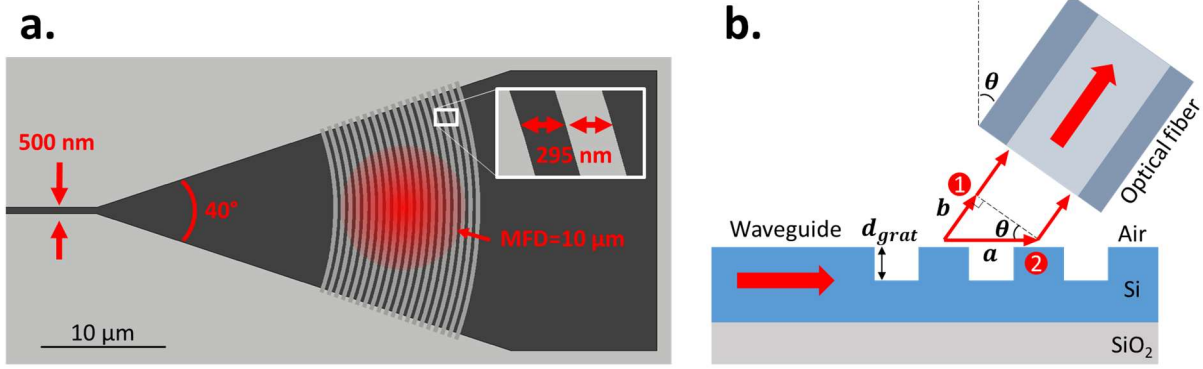 a.
500 nm
40°
295 nm
MFD=10 μm
10 μm
b.
θ
Optical fiber
1
b
θ
Waveguide
d_grat
a
2
Air
Si
SiO₂